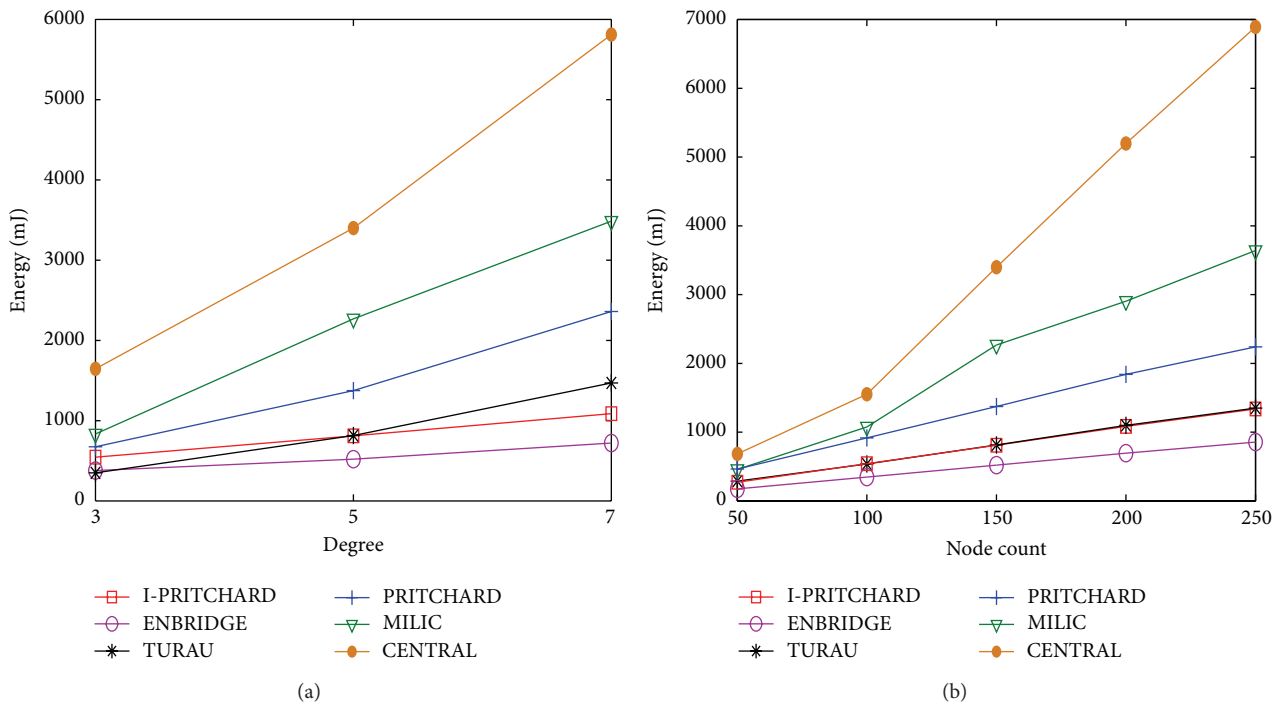 6000
5000
4000
3000
2000
1000
0
Energy (mJ)
3 5 7
Degree
I-PRITCHARD PRITCHARD
ENBRIDGE MILIC
TURAU CENTRAL
(a)
7000
6000
5000
4000
3000
2000
1000
0
Energy (mJ)
50 100 150 200 250
Node count
I-PRITCHARD PRITCHARD
ENBRIDGE MILIC
TURAU CENTRAL
(b)